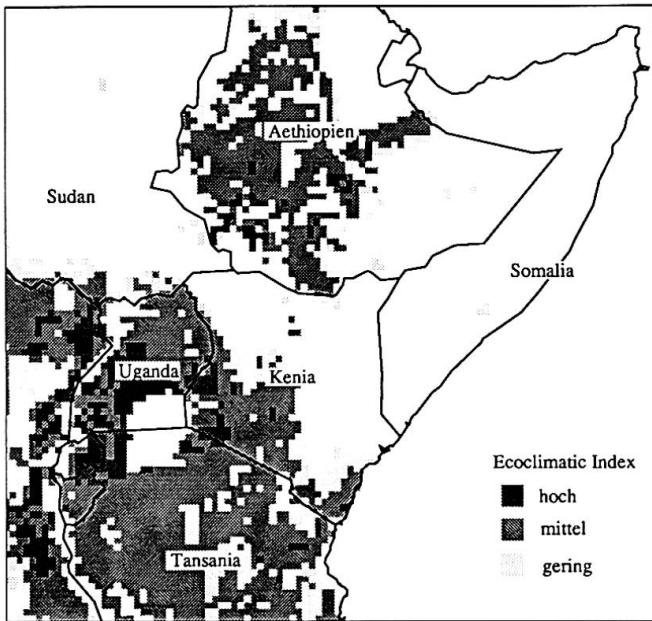 Aethiopien
Sudan
Somalia
Uganda
Kenia
Ecoclimatic Index
hoch
mittel
Tansania
gering